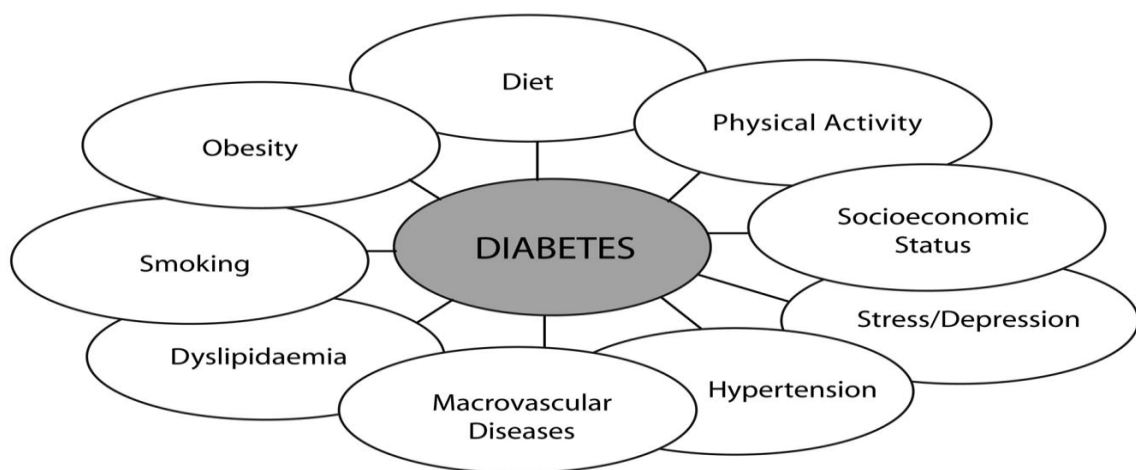 Diet
Physical Activity
Obesity
Socioeconomic
Status
DIABETES
Smoking
Stress/Depression
Dyslipidaemia
Hypertension
Macrovascular
Diseases